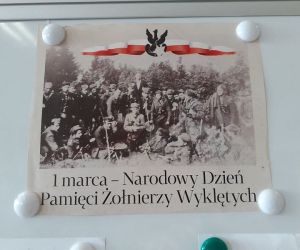 1 marca – Narodowy Dzień
Pamięci Żołnierzy Wyklętych